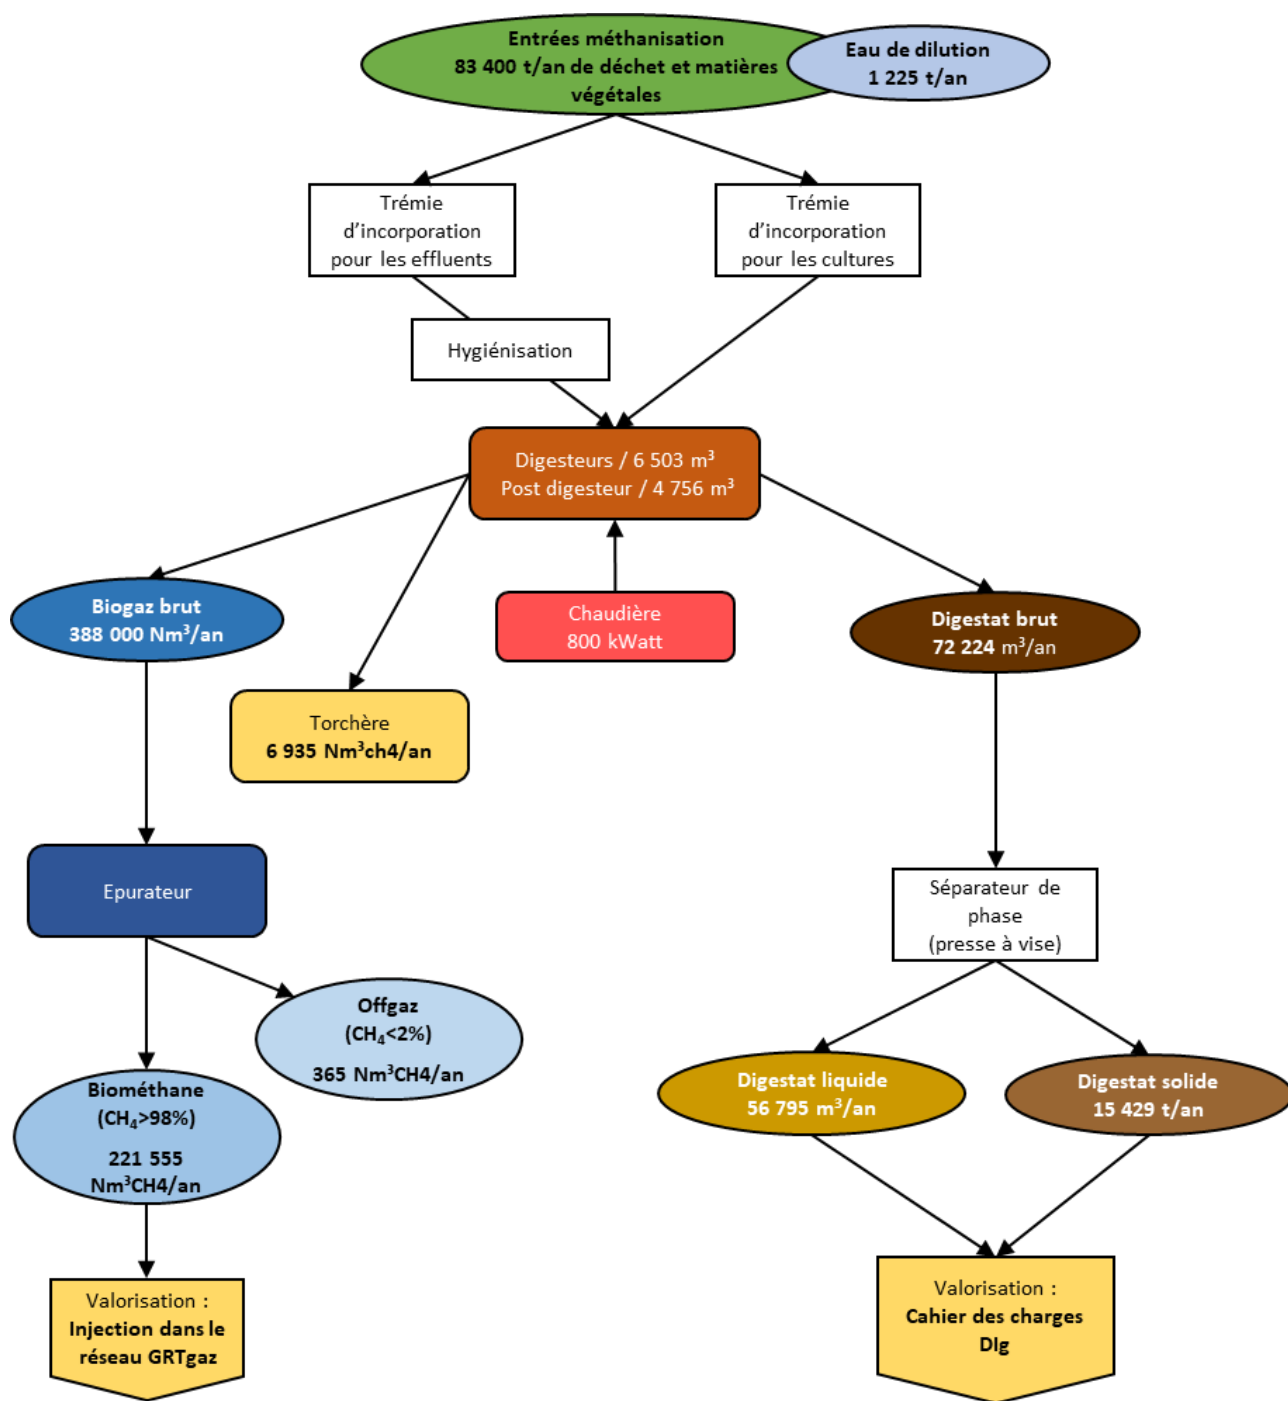 Entrées méthanisation
83 400 t/an de déchet et matières
végétales
Eau de dilution
1 225 t/an
Trémie
d’incorporation
pour les effluents
Trémie
d’incorporation
pour les cultures
Hygiénisation
Digesteurs / 6 503 m³
Post digesteur / 4 756 m³
Biogaz brut
388 000 Nm³/an
Chaudière
800 kWatt
Digestat brut
72 224 m³/an
Torchère
6 935 Nm³ch4/an
Epurateur
Séparateur de
phase
(presse à vise)
Offgaz
(CH₄<2%)
365 Nm³CH4/an
Biométhane
(CH₄>98%)
221 555
Nm³CH4/an
Digestat liquide
56 795 m³/an
Digestat solide
15 429 t/an
Valorisation :
Injection dans le
réseau GRTgaz
Valorisation :
Cahier des charges
DIg